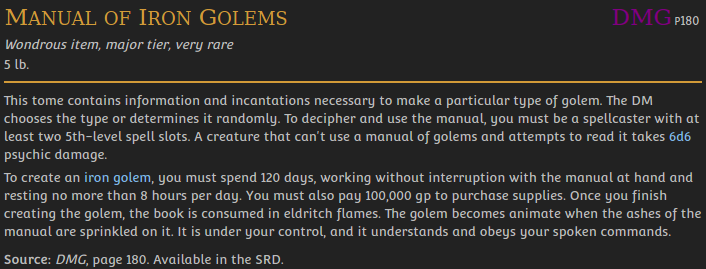 Manual of Iron Golems DMG P180
Wondrous item, major tier, very rare
5 lb.
This tome contains information and incantations necessary to make a particular type of golem. The DM
chooses the type or determines it randomly. To decipher and use the manual, you must be a spellcaster with at
least two 5th-level spell slots. A creature that can't use a manual of golems and attempts to read it takes 6d6
psychic damage.
To create an iron golem, you must spend 120 days, working without interruption with the manual at hand and
resting no more than 8 hours per day. You must also pay 100,000 gp to purchase supplies. Once you finish
creating the golem, the book is consumed in eldritch flames. The golem becomes animate when the ashes of the
manual are sprinkled on it. It is under your control, and it understands and obeys your spoken commands.
Source: DMG, page 180. Available in the SRD.